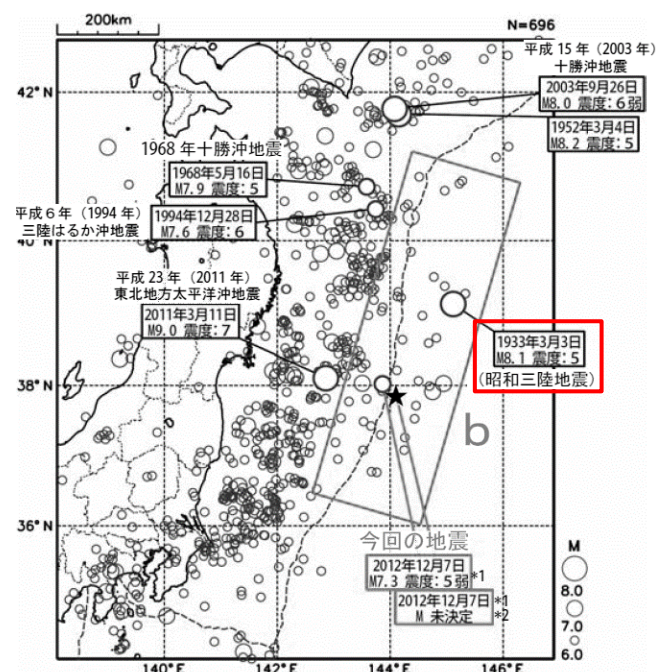 200km
N=696
平成 15 年（2003 年）
十勝沖地震
42°N
2003年9月26日
M8.0 震度：6 弱
1952年3月4日
M8.2 震度：5
1968 年十勝沖地震
1968年5月16日
M7.9 震度：5
平成 6 年（1994 年）
三陸はるか沖地震
1994年12月28日
M7.6 震度：6
40°N
平成 23 年（2011 年）
東北地方太平洋沖地震
2011年3月11日
M9.0 震度：7
1933年3月3日
M8.1 震度：5
（昭和三陸地震）
38°N
b
36°N
今回の地震
2012年12月7日
M7.3 震度：5弱 *1
2012年12月7日 *1
M 未決定 *2
M
8.0
7.0
6.0
140°E
142°E
144°E
146°E